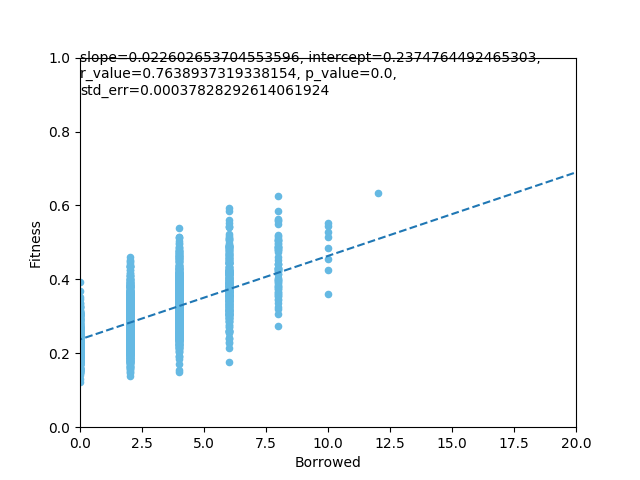 slope=0.022602653704553596, intercept=0.2374764492465303,
r_value=0.7638937319338154, p_value=0.0,
std_err=0.00037828292614061924
1.0
0.8
0.6
0.4
0.2
0.0
Fitness
0.0 2.5 5.0 7.5 10.0 12.5 15.0 17.5 20.0
Borrowed